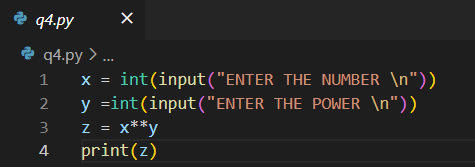 q4.py ×
q4.py > ...
1 x = int(input("ENTER THE NUMBER \n"))
2 y =int(input("ENTER THE POWER \n"))
3 z = x**y
4 print(z)